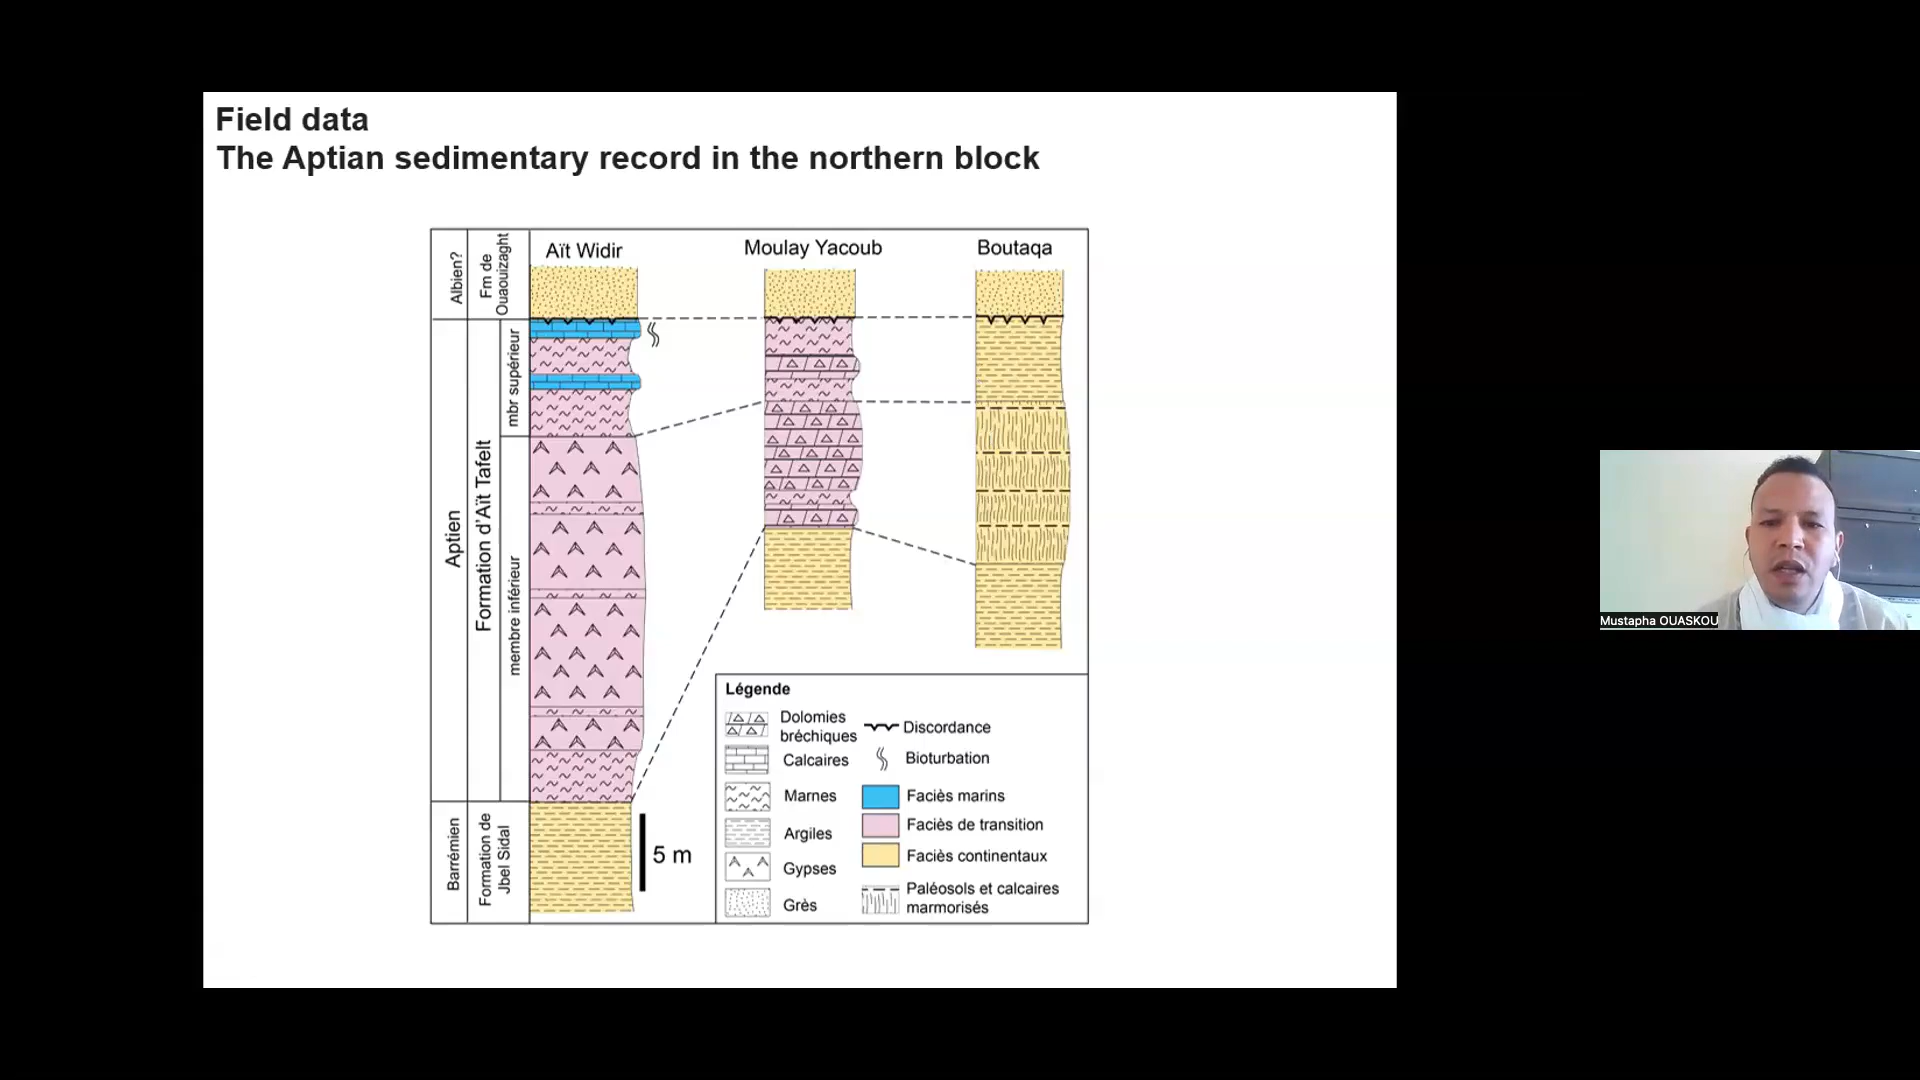 Field data
The Aptian sedimentary record in the northern block
Albien?
Fm de
Ouaouizaght
Aït Widir
Moulay Yacoub
Boutaqa
Aptien
Formation d'Aït Tafelt
mbr supérieur
membre inférieur
Barrémien
Formation de
Jbel Sidal
5 m
Légende
Dolomies
bréchiques
Calcaires
Marnes
Argiles
Gypses
Grès
Discordance
Bioturbation
Faciès marins
Faciès de transition
Faciès continentaux
Paléosols et calcaires
marmorisés
Mustapha OUASKOU